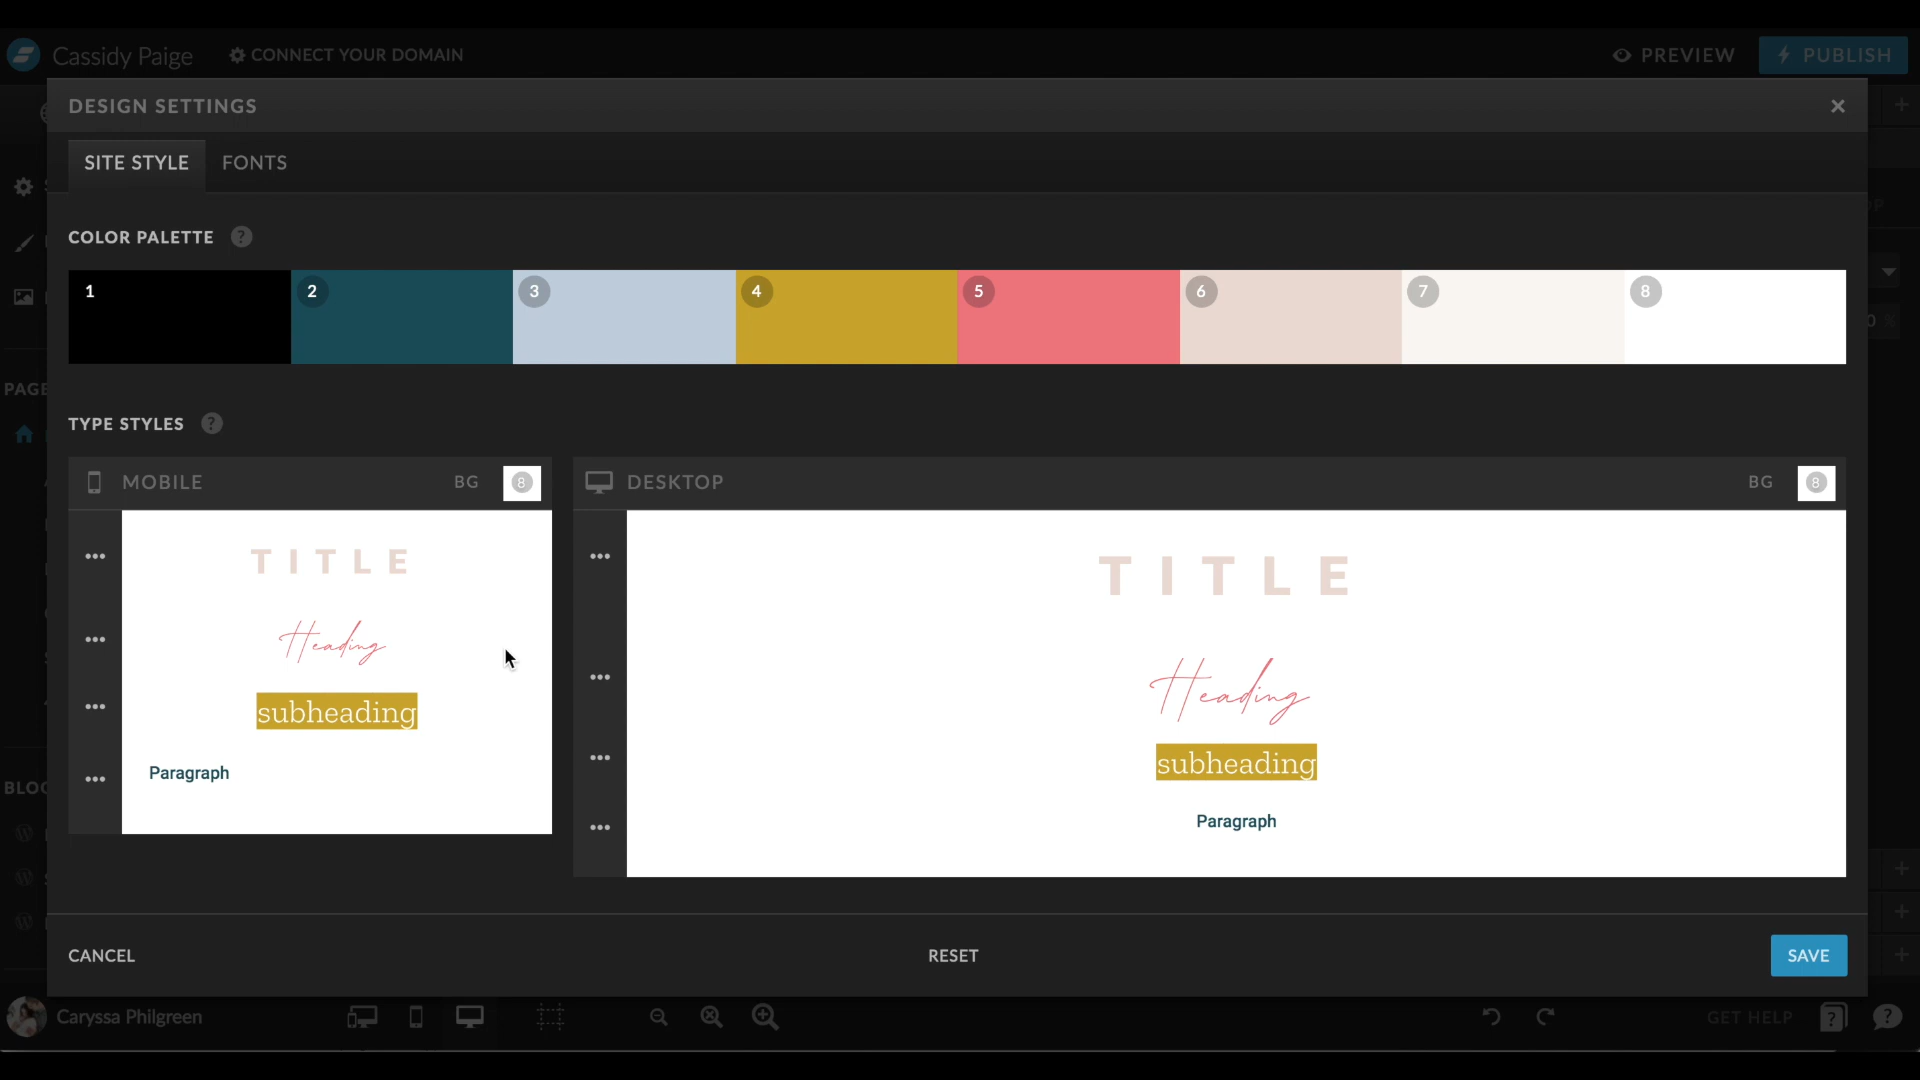 Cassidy Paige CONNECT YOUR DOMAIN PREVIEW PUBLISH
DESIGN SETTINGS
SITE STYLE FONTS
COLOR PALETTE ?
1 2 3 4 5 6 7 8
PAGE
TYPE STYLES ?
MOBILE BG 8 DESKTOP BG 8
TITLE TITLE
Heading Heading
subheading subheading
Paragraph Paragraph
CANCEL RESET SAVE
Caryssa Philgreen GET HELP ? ?